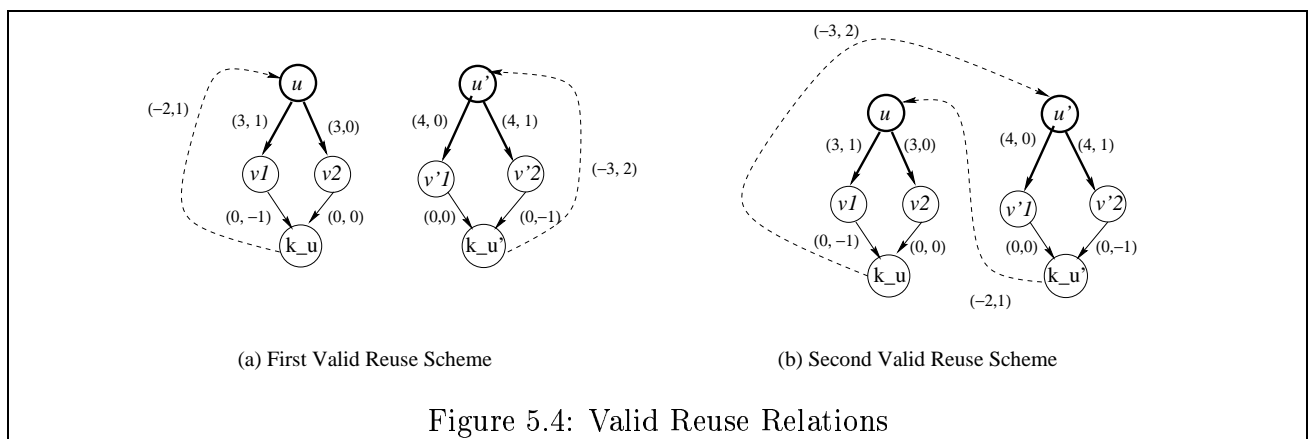 u
u'
(−2,1)
(3, 1)
(3,0)
(4, 0)
(4, 1)
(−3, 2)
v1
v2
v'1
v'2
(0, −1)
(0, 0)
(0,0)
(0,−1)
k_u
k_u'
(a) First Valid Reuse Scheme
(−3, 2)
u
u'
(3, 1)
(3,0)
(4, 0)
(4, 1)
v1
v2
v'1
v'2
(0, −1)
(0, 0)
(0,0)
(0,−1)
k_u
k_u'
(−2,1)
(b) Second Valid Reuse Scheme
Figure 5.4: Valid Reuse Relations